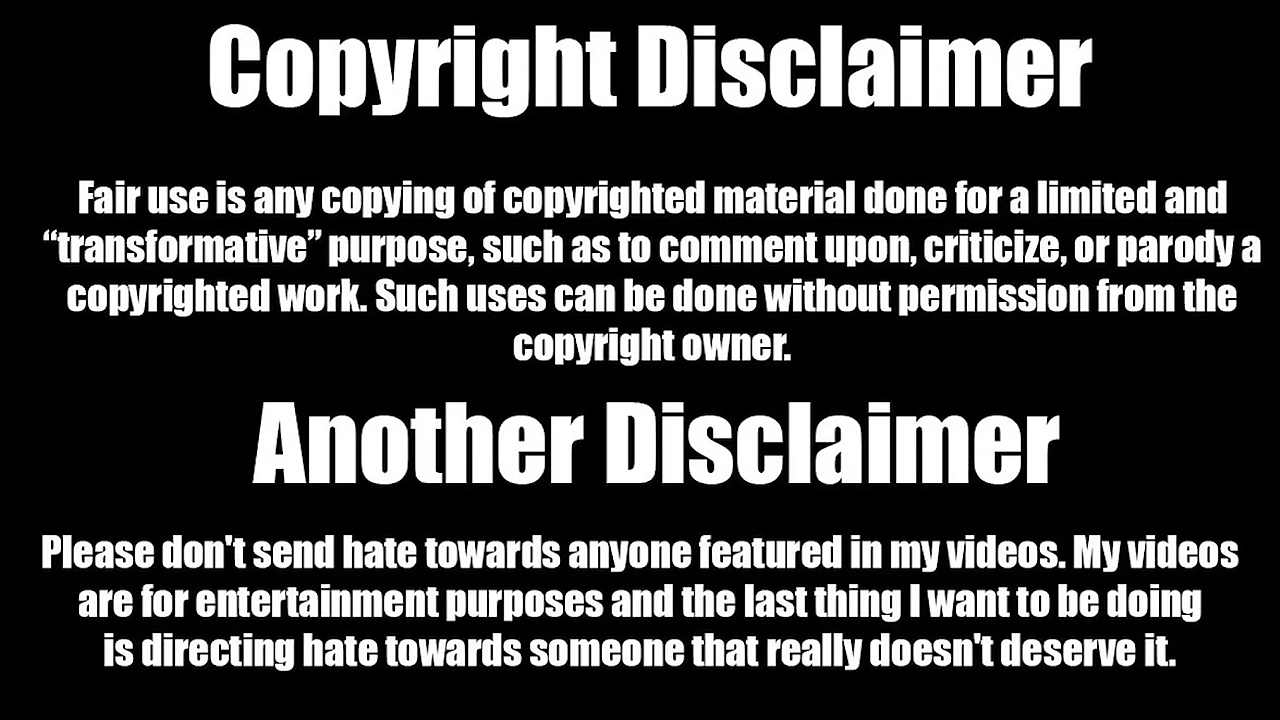 Copyright Disclaimer
Fair use is any copying of copyrighted material done for a limited and
“transformative” purpose, such as to comment upon, criticize, or parody a
copyrighted work. Such uses can be done without permission from the
copyright owner.
Another Disclaimer
Please don't send hate towards anyone featured in my videos. My videos
are for entertainment purposes and the last thing I want to be doing
is directing hate towards someone that really doesn't deserve it.